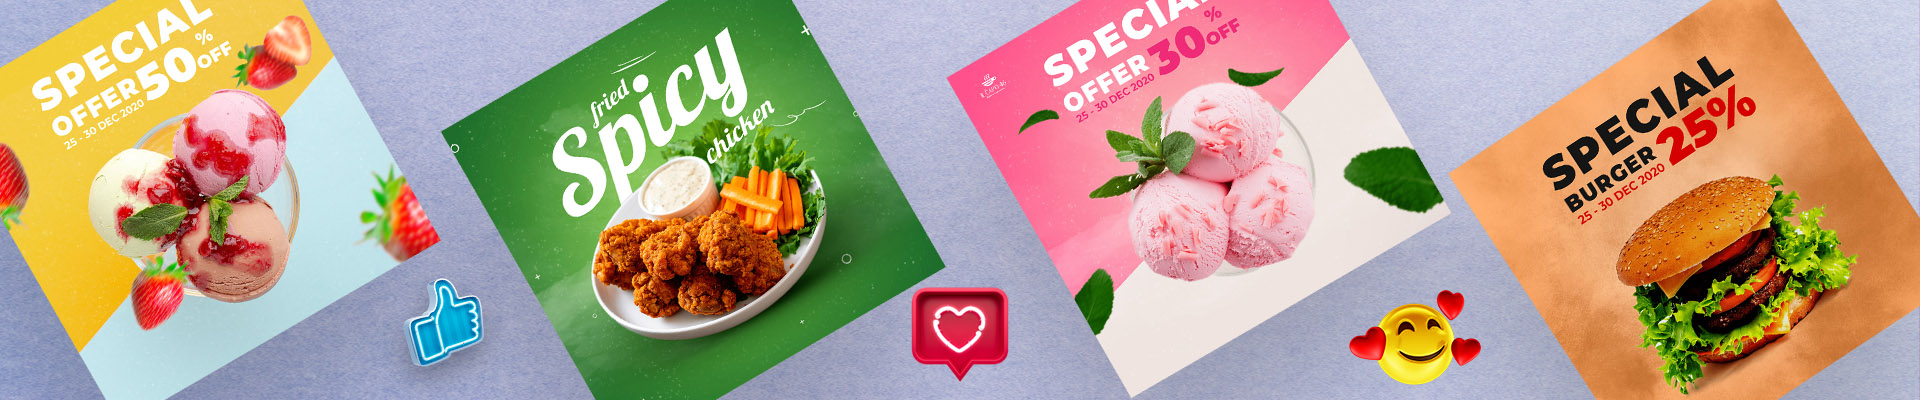 SPECIAL
OFFER 50% OFF
25 - 30 DEC 2020
fried
Spicy
chicken
SPECIAL
OFFER 30% OFF
25 - 30 DEC 2020
SPECIAL
BURGER 25%
25 - 30 DEC 2020